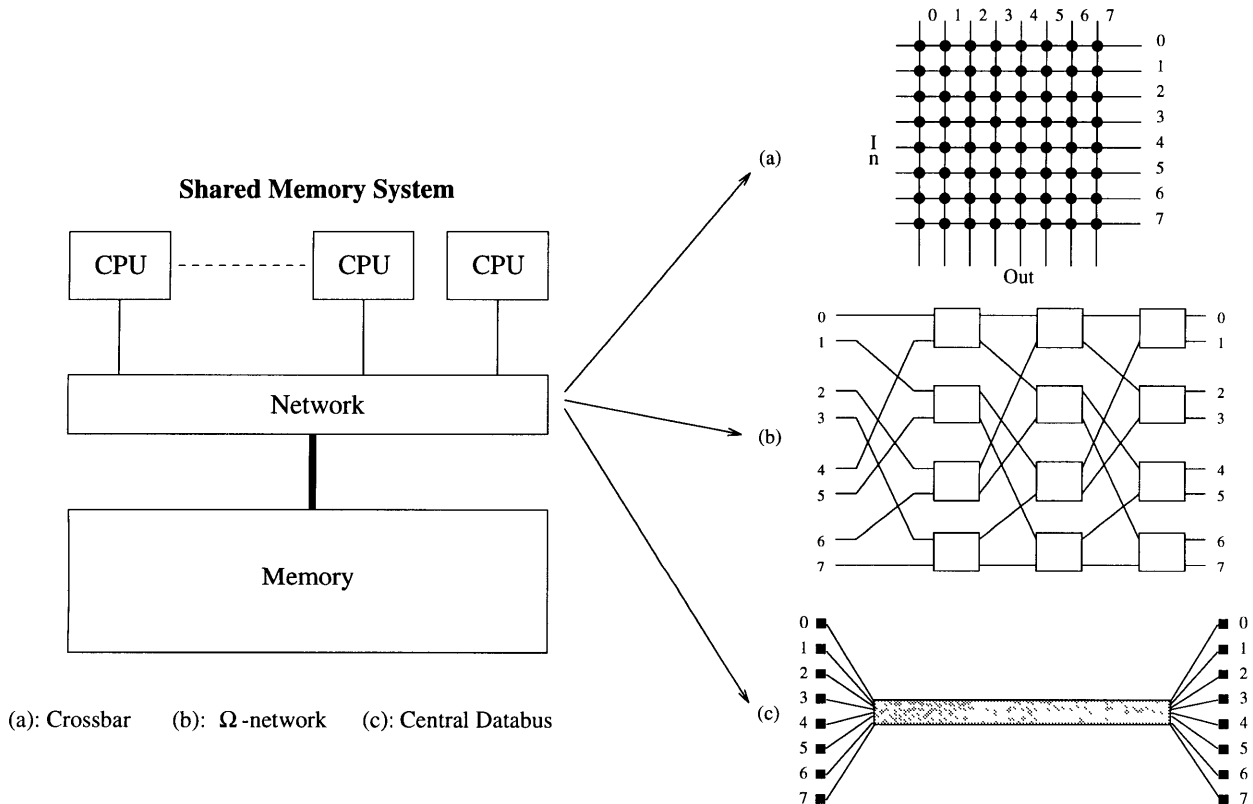 Shared Memory System
CPU CPU CPU
Network
Memory
(a): Crossbar (b): Ω-network (c): Central Databus
(a)
0 1 2 3 4 5 6 7
0
1
2
3
4
5
6
7
In
Out
(b)
0 0
1 1
2 2
3 3
4 4
5 5
6 6
7 7
(c)
0 0
1 1
2 2
3 3
4 4
5 5
6 6
7 7